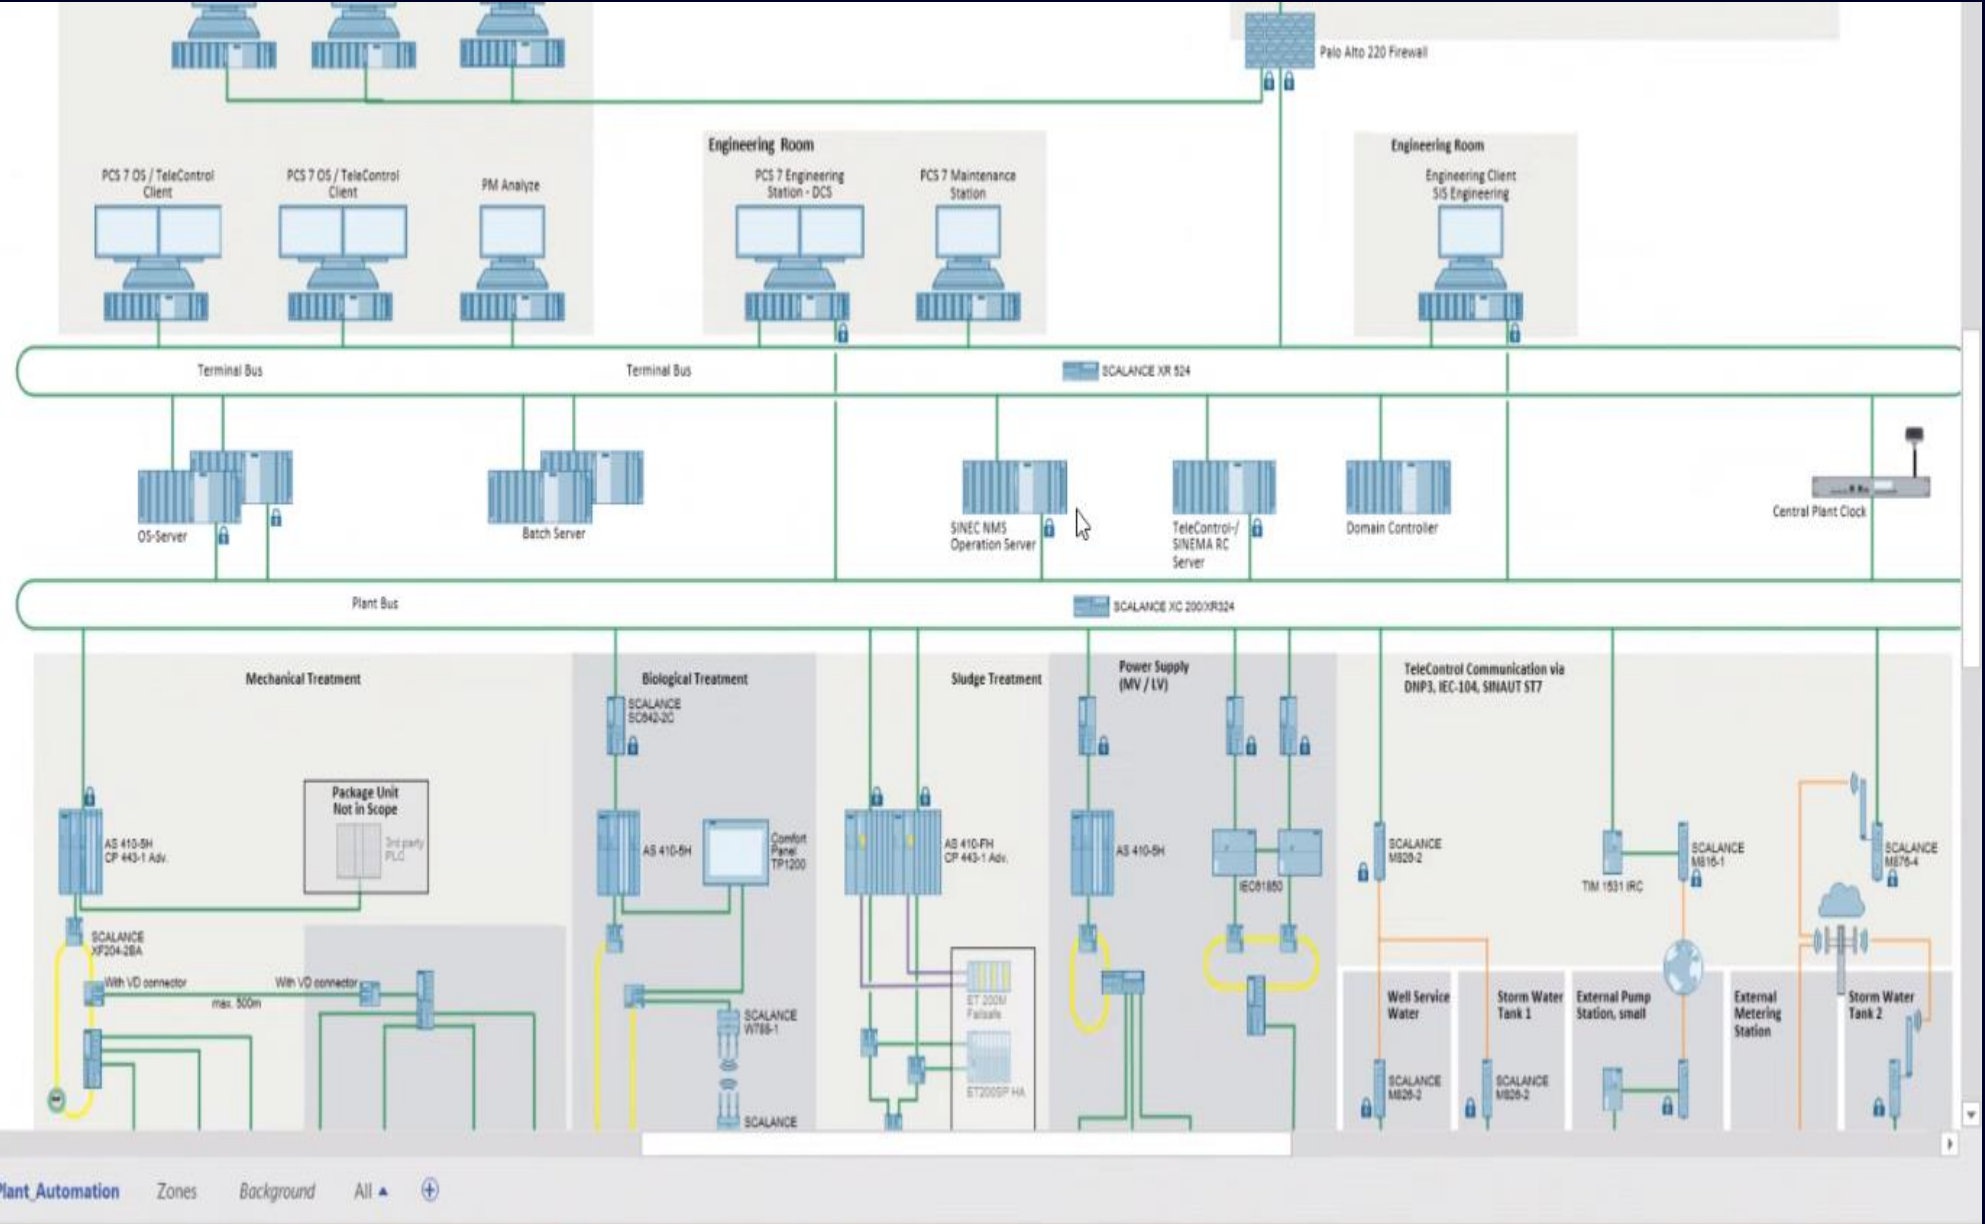 Palo Alto 220 Firewall
Engineering Room
Engineering Room
PCS 7 OS / TeleControl
Client
PCS 7 OS / TeleControl
Client
PM Analyze
PCS 7 Engineering
Station - DCS
PCS 7 Maintenance
Station
Engineering Client
SIS Engineering
Terminal Bus
Terminal Bus
SCALANCE XR 524
OS-Server
Batch Server
SINEC NMS
Operation Server
TeleControl-/
SINEMA RC
Server
Domain Controller
Central Plant Clock
Plant Bus
SCALANCE XC 200/XR324
Mechanical Treatment
Biological Treatment
Sludge Treatment
Power Supply
(MV / LV)
TeleControl Communication via
DNP3, IEC-104, SINAUT ST7
SCALANCE
SC642-2C
Package Unit
Not in Scope
3rd party
PLC
AS 410-5H
CP 443-1 Adv.
AS 410-5H
Comfort
Panel
TP1200
AS 410-FH
CP 443-1 Adv.
AS 410-5H
IEC61850
SCALANCE
M826-2
TIM 1531 IRC
SCALANCE
M816-1
SCALANCE
M876-4
SCALANCE
XF204-2BA
With VD connector
max. 500m
With VD connector
SCALANCE
W788-1
SCALANCE
ET 200M
Failsafe
ET200SP HA
Well Service
Water
Storm Water
Tank 1
External Pump
Station, small
External
Metering
Station
Storm Water
Tank 2
SCALANCE
M826-2
SCALANCE
M826-2
Plant_Automation
Zones
Background
All